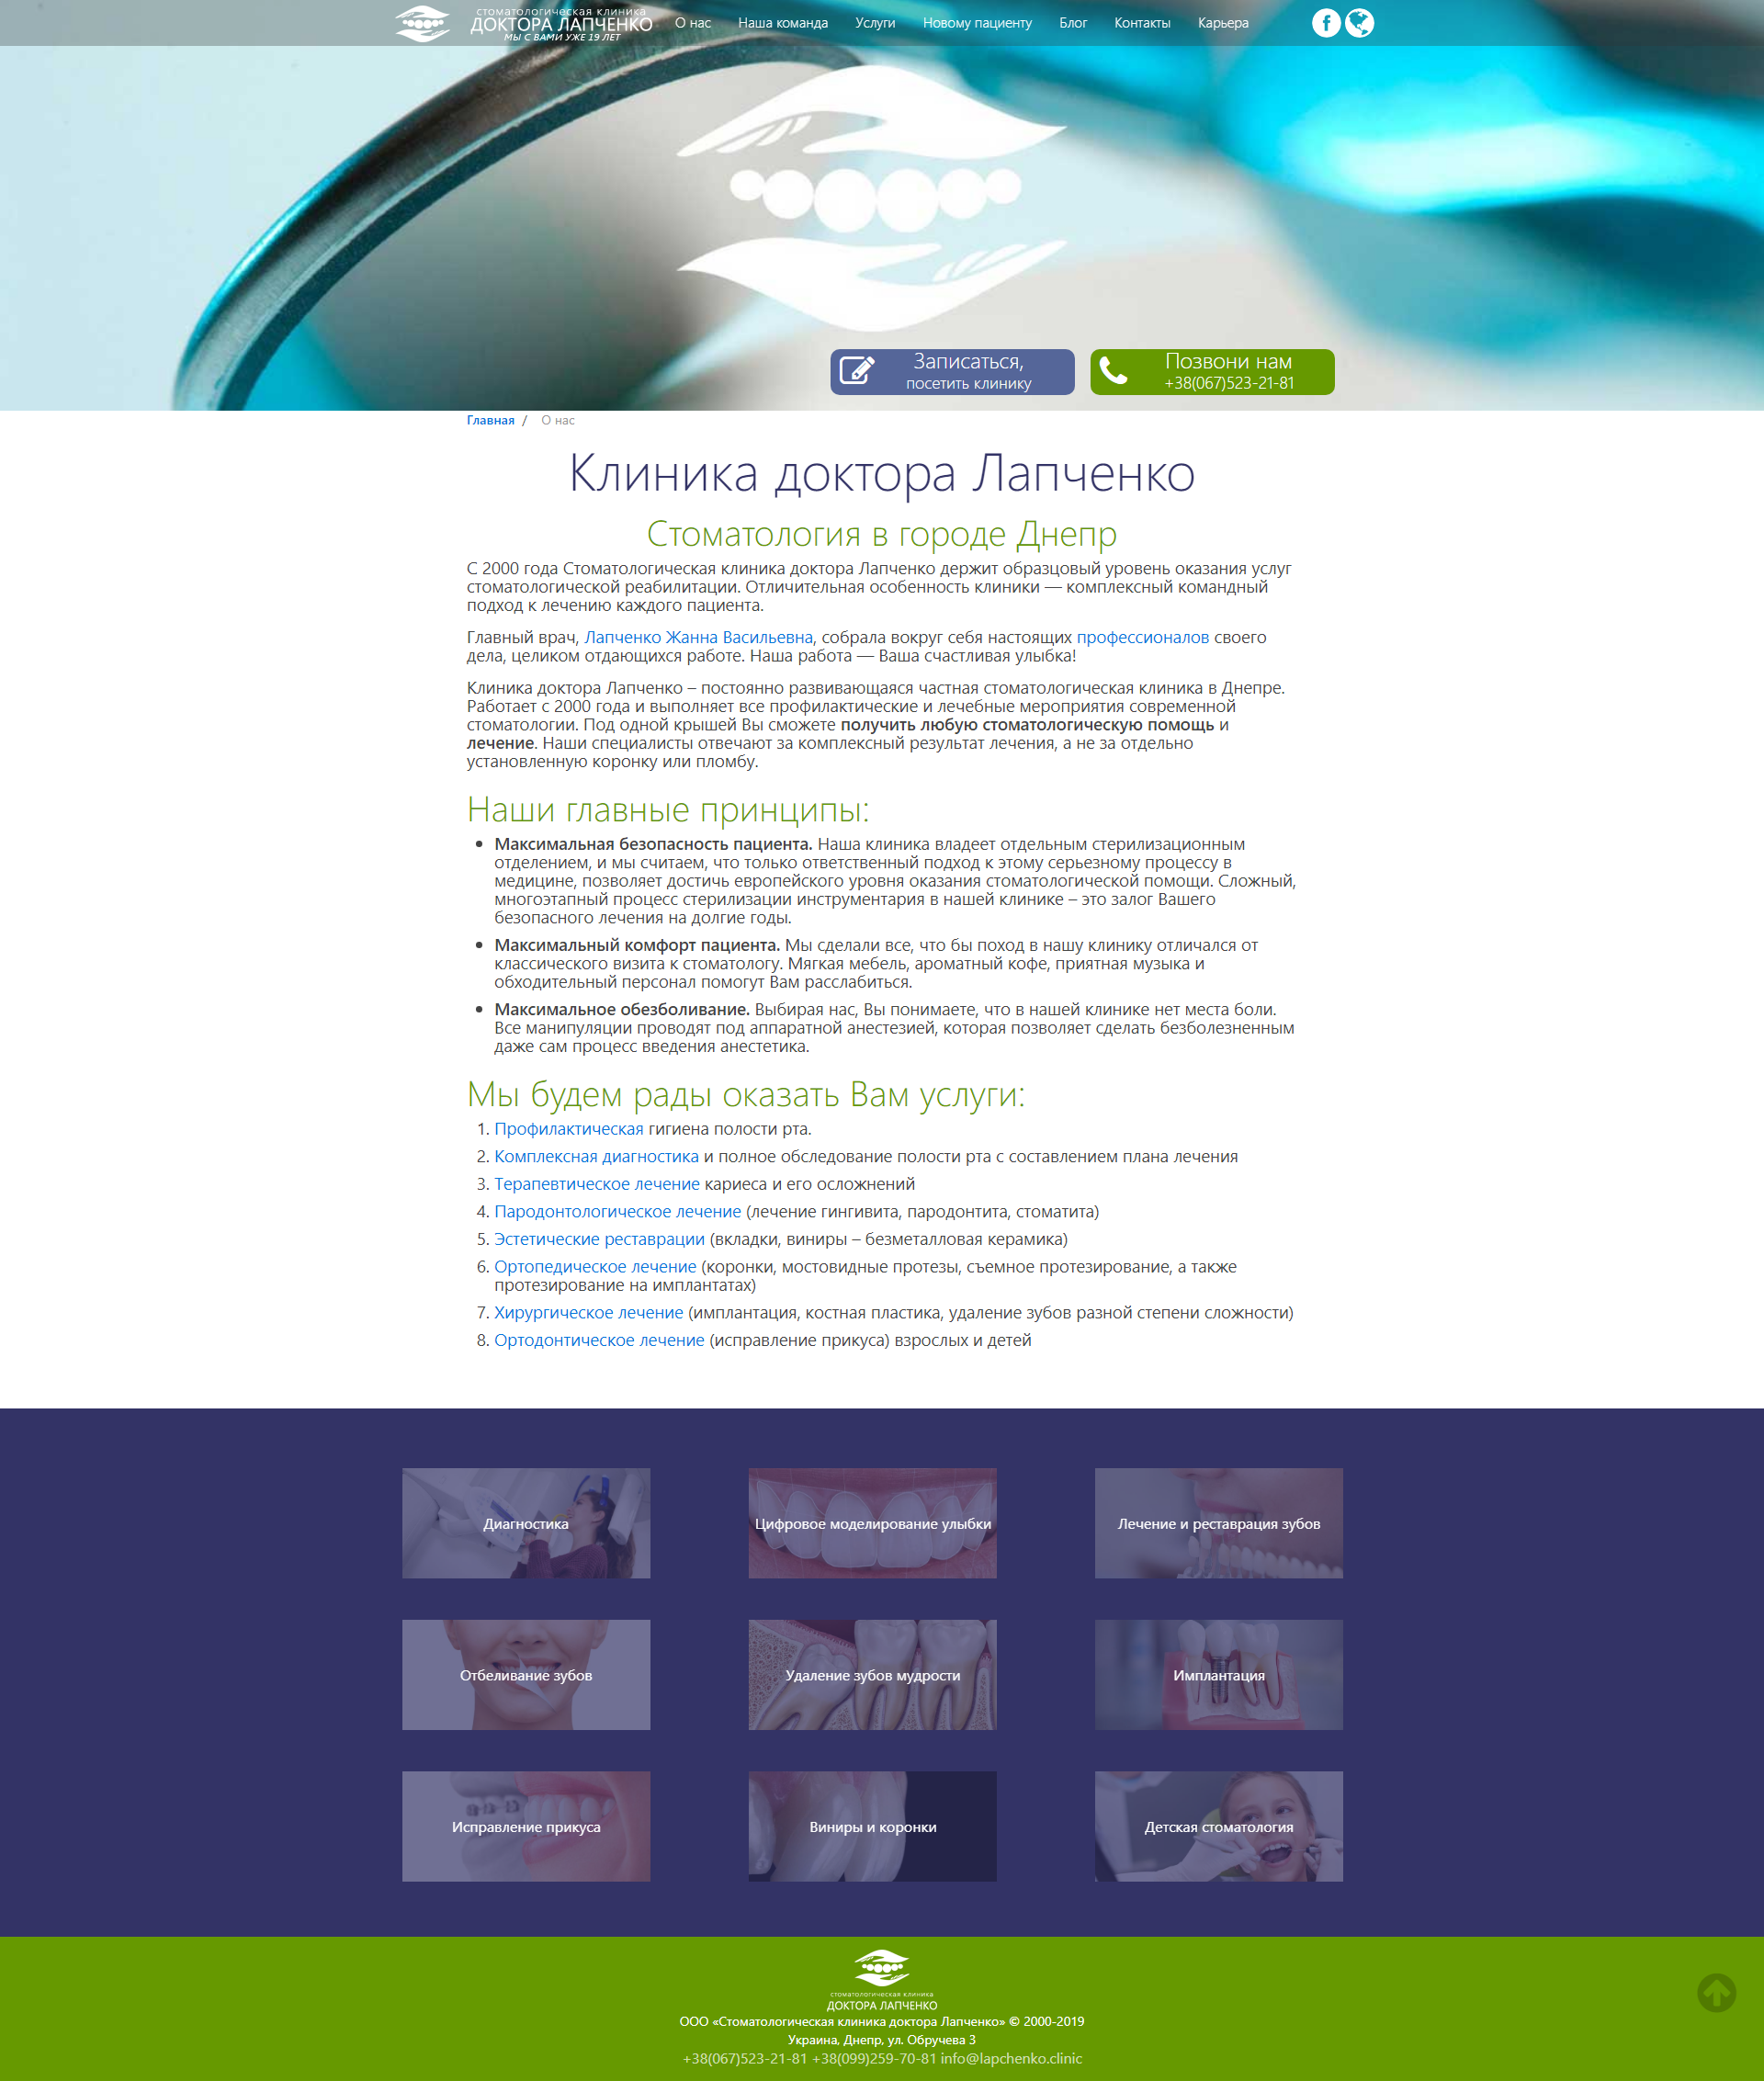 стоматологическая клиника
ДОКТОРА ЛАПЧЕНКО
МЫ С ВАМИ УЖЕ 19 ЛЕТ
О нас Наша команда Услуги Новому пациенту Блог Контакты Карьера
Записаться,
посетить клинику
Позвони нам
+38(067)523-21-81
Главная / О нас
Клиника доктора Лапченко
Стоматология в городе Днепр
С 2000 года Стоматологическая клиника доктора Лапченко держит образцовый уровень оказания услуг
стоматологической реабилитации. Отличительная особенность клиники — комплексный командный
подход к лечению каждого пациента.
Главный врач, Лапченко Жанна Васильевна, собрала вокруг себя настоящих профессионалов своего
дела, целиком отдающихся работе. Наша работа — Ваша счастливая улыбка!
Клиника доктора Лапченко – постоянно развивающаяся частная стоматологическая клиника в Днепре.
Работает с 2000 года и выполняет все профилактические и лечебные мероприятия современной
стоматологии. Под одной крышей Вы сможете получить любую стоматологическую помощь и
лечение. Наши специалисты отвечают за комплексный результат лечения, а не за отдельно
установленную коронку или пломбу.
Наши главные принципы:
• Максимальная безопасность пациента. Наша клиника владеет отдельным стерилизационным
отделением, и мы считаем, что только ответственный подход к этому серьезному процессу в
медицине, позволяет достичь европейского уровня оказания стоматологической помощи. Сложный,
многоэтапный процесс стерилизации инструментария в нашей клинике – это залог Вашего
безопасного лечения на долгие годы.
• Максимальный комфорт пациента. Мы сделали все, что бы поход в нашу клинику отличался от
классического визита к стоматологу. Мягкая мебель, ароматный кофе, приятная музыка и
обходительный персонал помогут Вам расслабиться.
• Максимальное обезболивание. Выбирая нас, Вы понимаете, что в нашей клинике нет места боли.
Все манипуляции проводят под аппаратной анестезией, которая позволяет сделать безболезненным
даже сам процесс введения анестетика.
Мы будем рады оказать Вам услуги:
1. Профилактическая гигиена полости рта.
2. Комплексная диагностика и полное обследование полости рта с составлением плана лечения
3. Терапевтическое лечение кариеса и его осложнений
4. Пародонтологическое лечение (лечение гингивита, пародонтита, стоматита)
5. Эстетические реставрации (вкладки, виниры – безметалловая керамика)
6. Ортопедическое лечение (коронки, мостовидные протезы, съемное протезирование, а также
протезирование на имплантатах)
7. Хирургическое лечение (имплантация, костная пластика, удаление зубов разной степени сложности)
8. Ортодонтическое лечение (исправление прикуса) взрослых и детей
Диагностика
Цифровое моделирование улыбки
Лечение и реставрация зубов
Отбеливание зубов
Удаление зубов мудрости
Имплантация
Исправление прикуса
Виниры и коронки
Детская стоматология
стоматологическая клиника
ДОКТОРА ЛАПЧЕНКО
ООО «Стоматологическая клиника доктора Лапченко» © 2000-2019
Украина, Днепр, ул. Обручева 3
+38(067)523-21-81 +38(099)259-70-81 info@lapchenko.clinic